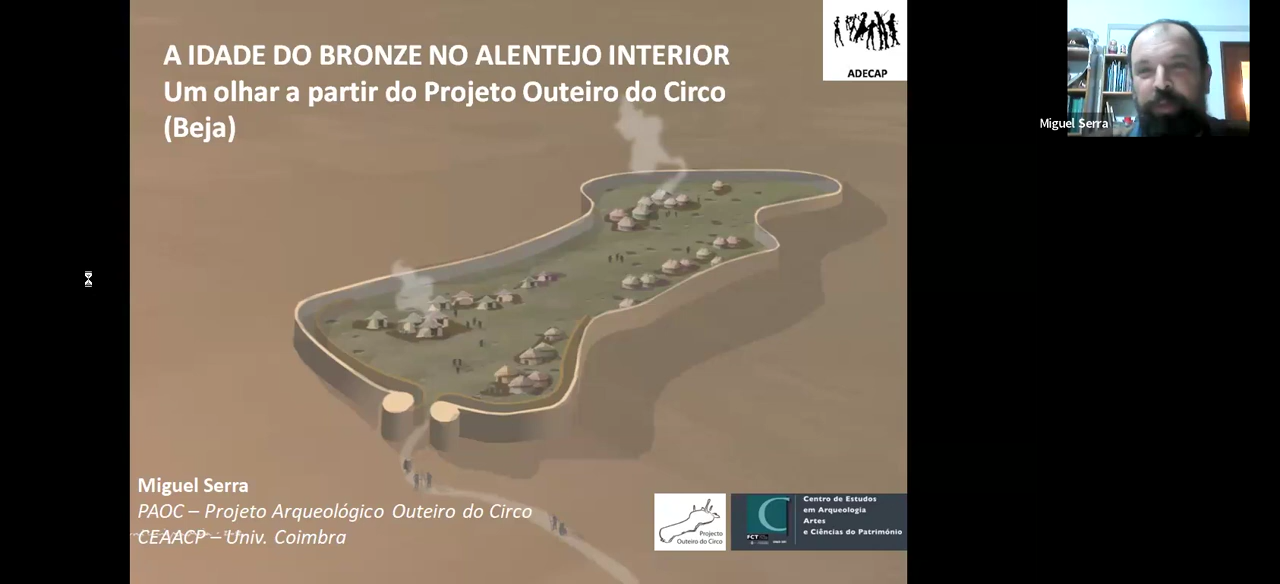 A IDADE DO BRONZE NO ALENTEJO INTERIOR
Um olhar a partir do Projeto Outeiro do Circo
(Beja)
ADECAP
Miguel Serra
Miguel Serra
PAOC – Projeto Arqueológico Outeiro do Circo
CEAACP – Univ. Coimbra
Projecto
Outeiro do Circo
Centro de Estudos
em Arqueologia
Artes
e Ciências do Património
FCT